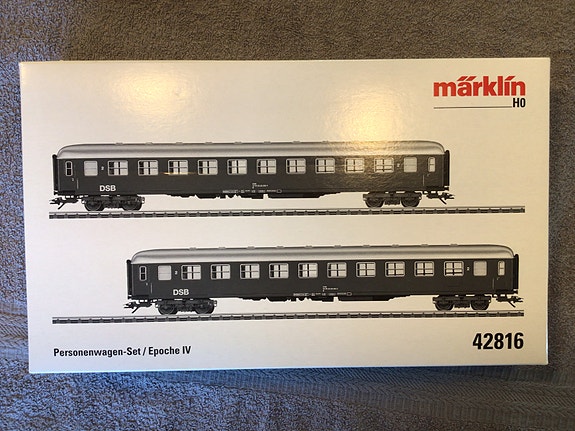 märklin
H0
DSB
DSB
Personenwagen-Set / Epoche IV
42816